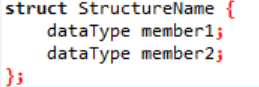 struct StructureName {
    dataType member1;
    dataType member2;
};